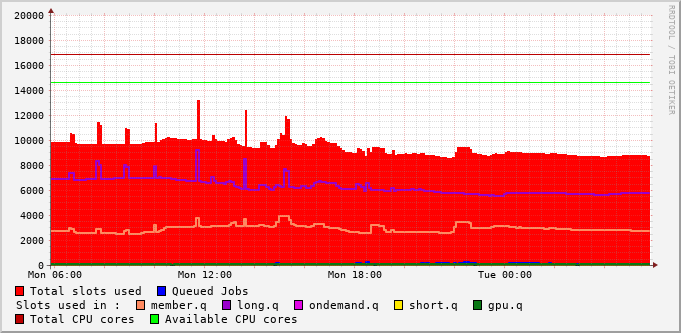 20000
18000
16000
14000
12000
10000
8000
6000
4000
2000
0
Mon 06:00 Mon 12:00 Mon 18:00 Tue 00:00
Total slots used Queued Jobs
Slots used in : member.q long.q ondemand.q short.q gpu.q
Total CPU cores Available CPU cores
RRDTOOL / TOBI OETIKER